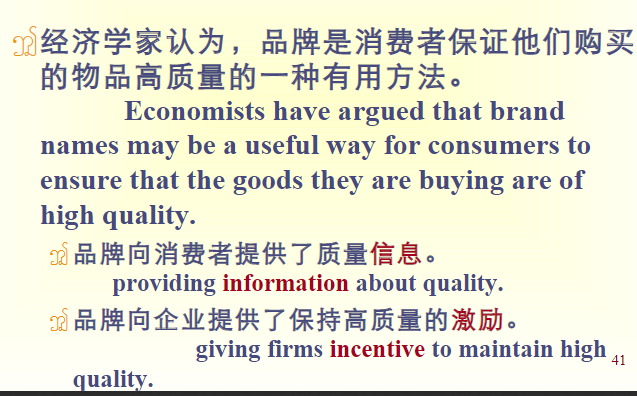 经济学家认为，品牌是消费者保证他们购买
的物品高质量的一种有用方法。
Economists have argued that brand
names may be a useful way for consumers to
ensure that the goods they are buying are of
high quality.
品牌向消费者提供了质量信息。
providing information about quality.
品牌向企业提供了保持高质量的激励。
giving firms incentive to maintain high
quality.
41